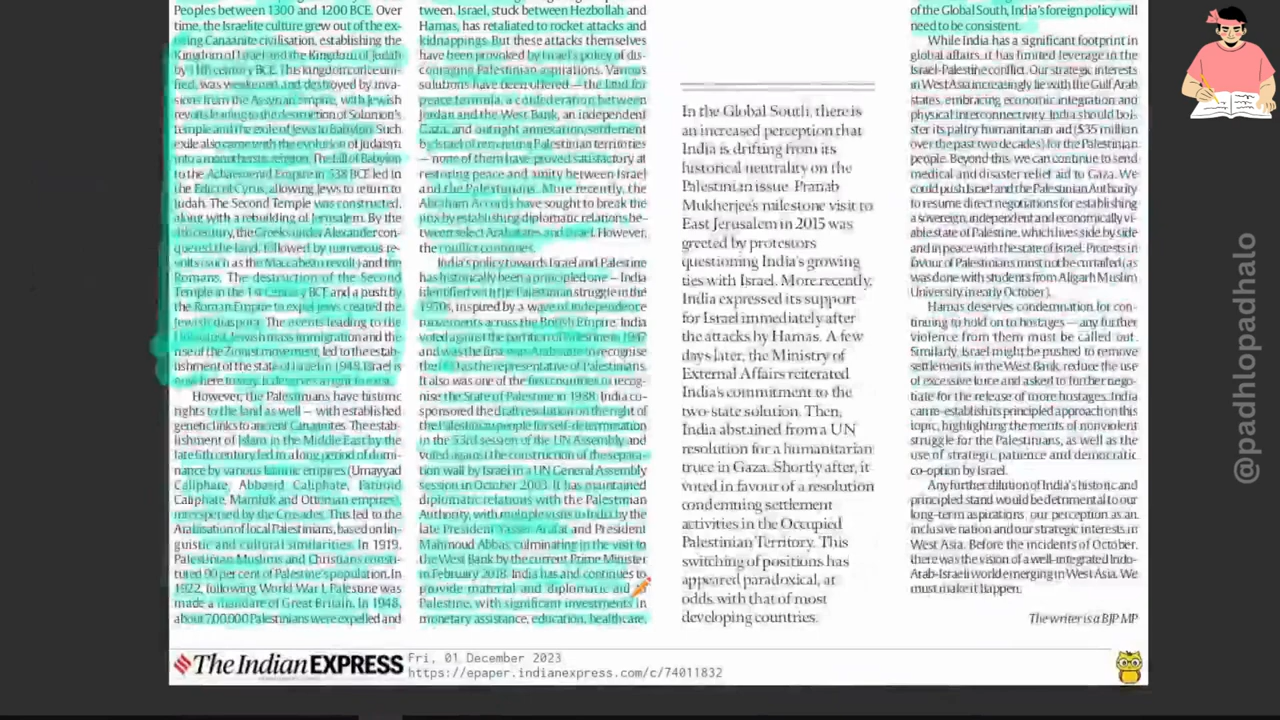 Peoples between 1300 and 1200 BCE. Over
time, the Israelite culture grew out of the ex-
isting Canaanite civilisation, establishing the
Kingdom of Israel and the Kingdom of Judah
by 11th century BCE. This kingdom, once uni-
fied, was weakened and destroyed by inva-
sions from the Assyrian empire, with Jewish
revolts leading to the destruction of Solomon's
temple and the exile of Jews to Babylon. Such
exile also came with the evolution of Judaism
into a monotheistic religion. The fall of Babylon
to the Achaemenid Empire in 538 BCE led in
the Edict of Cyrus, allowing Jews to return to
Judah. The Second Temple was constructed,
along with a rebuilding of Jerusalem. By the
4th century, the Greeks under Alexander con-
quered the land, followed by numerous re-
volts (such as the Maccabean revolt) and the
Romans. The destruction of the Second
Temple in the 1st century BCE and a push by
the Roman Empire to expel Jews created the
Jewish diaspora. The events leading to the
Holocaust, Jewish mass immigration and the
rise of the Zionist movement, led to the estab-
lishment of the state of Israel in 1948. Israel is
now here to stay. It deserves a right to exist.
However, the Palestinians have historic
rights to the land as well — with established
genetic links to ancient Canaanites. The estab-
lishment of Islam in the Middle East by the
late 6th century led to a long period of domi-
nance by various Islamic empires (Umayyad
Caliphate, Abbasid Caliphate, Fatimid
Caliphate, Mamluk and Ottoman empires),
interspersed by the Crusades. This led to the
Arabisation of local Palestinians, based on lin-
guistic and cultural similarities. In 1919,
Palestinian Muslims and Christians consti-
tuted 90 per cent of Palestine's population. In
1922, following World War I, Palestine was
made a mandate of Great Britain. In 1948,
about 7,00,000 Palestinians were expelled and
tween. Israel, stuck between Hezbollah and
Hamas, has retaliated to rocket attacks and
kidnappings. But these attacks themselves
have been provoked by Israel's policy of dis-
couraging Palestinian aspirations. Various
solutions have been offered — the land for
peace formula, a confederation between
Jordan and the West Bank, an independent
Gaza, and outright annexation/settlement
by Israel of remaining Palestinian territories
— none of them have proved satisfactory at
restoring peace and amity between Israel
and the Palestinians. More recently, the
Abraham Accords have sought to break the
pax by establishing diplomatic relations be-
tween select Arab states and Israel. However,
the conflict continues.
India's policy towards Israel and Palestine
has historically been a principled one — India
identified with the Palestinian struggle in the
1970s, inspired by a wave of independence
movements across the British Empire. India
voted against the partition of Palestine in 1947
and was the first non-Arab state to recognise
the PLO as the representative of Palestinians.
It also was one of the first countries to recog-
nise the State of Palestine in 1988. India co-
sponsored the draft resolution on the right of
the Palestinian people for self-determination
in the 53rd session of the UN Assembly and
voted against the construction of the separa-
tion wall by Israel in a UN General Assembly
session in October 2003. It has maintained
diplomatic relations with the Palestinian
Authority, with multiple visits to India by the
late President Yasser Arafat and President
Mahmoud Abbas, culminating in the visit to
the West Bank by the current Prime Minister
in February 2018. India has and continues to
provide material and diplomatic aid
Palestine, with significant investments in
monetary assistance, education, healthcare,
In the Global South, there is
an increased perception that
India is drifting from its
historical neutrality on the
Palestinian issue. Pranab
Mukherjee's milestone visit to
East Jerusalem in 2015 was
greeted by protestors
questioning India's growing
ties with Israel. More recently,
India expressed its support
for Israel immediately after
the attacks by Hamas. A few
days later, the Ministry of
External Affairs reiterated
India's commitment to the
two-state solution. Then,
India abstained from a UN
resolution for a humanitarian
truce in Gaza. Shortly after, it
voted in favour of a resolution
condemning settlement
activities in the Occupied
Palestinian Territory. This
switching of positions has
appeared paradoxical, at
odds with that of most
developing countries.
of the Global South, India's foreign policy will
need to be consistent.
While India has a significant footprint in
global affairs, it has limited leverage in the
Israel-Palestine conflict. Our strategic interests
in West Asia increasingly lie with the Gulf Arab
states, embracing economic integration and
physical interconnectivity. India should bol-
ster its paltry humanitarian aid ($35 million
over the past two decades) for the Palestinian
people. Beyond this, we can continue to send
medical and disaster relief aid to Gaza. We
could push Israel and the Palestinian Authority
to resume direct negotiations for establishing
a sovereign, independent and economically vi-
able state of Palestine, which lives side by side
and in peace with the state of Israel. Protests in
favour of Palestinians must not be curtailed (as
was done with students from Aligarh Muslim
University in early October).
Hamas deserves condemnation for con-
tinuing to hold on to hostages — any further
violence from them must be called out.
Similarly, Israel might be pushed to remove
settlements in the West Bank, reduce the use
of excessive force and asked to further nego-
tiate for the release of more hostages. India
can re-establish its principled approach on this
topic, highlighting the merits of nonviolent
struggle for the Palestinians, as well as the
use of strategic patience and democratic
co-option by Israel.
Any further dilution of India's historic and
principled stand would be detrimental to our
long-term aspirations, our perception as an
inclusive nation and our strategic interests in
West Asia. Before the incidents of October,
there was the vision of a well-integrated Indo-
Arab-Israeli world emerging in West Asia. We
must make it happen.
The writer is a BJP MP
The Indian EXPRESS
Fri, 01 December 2023
https://epaper.indianexpress.com/c/74011832
@padhlopadhalo